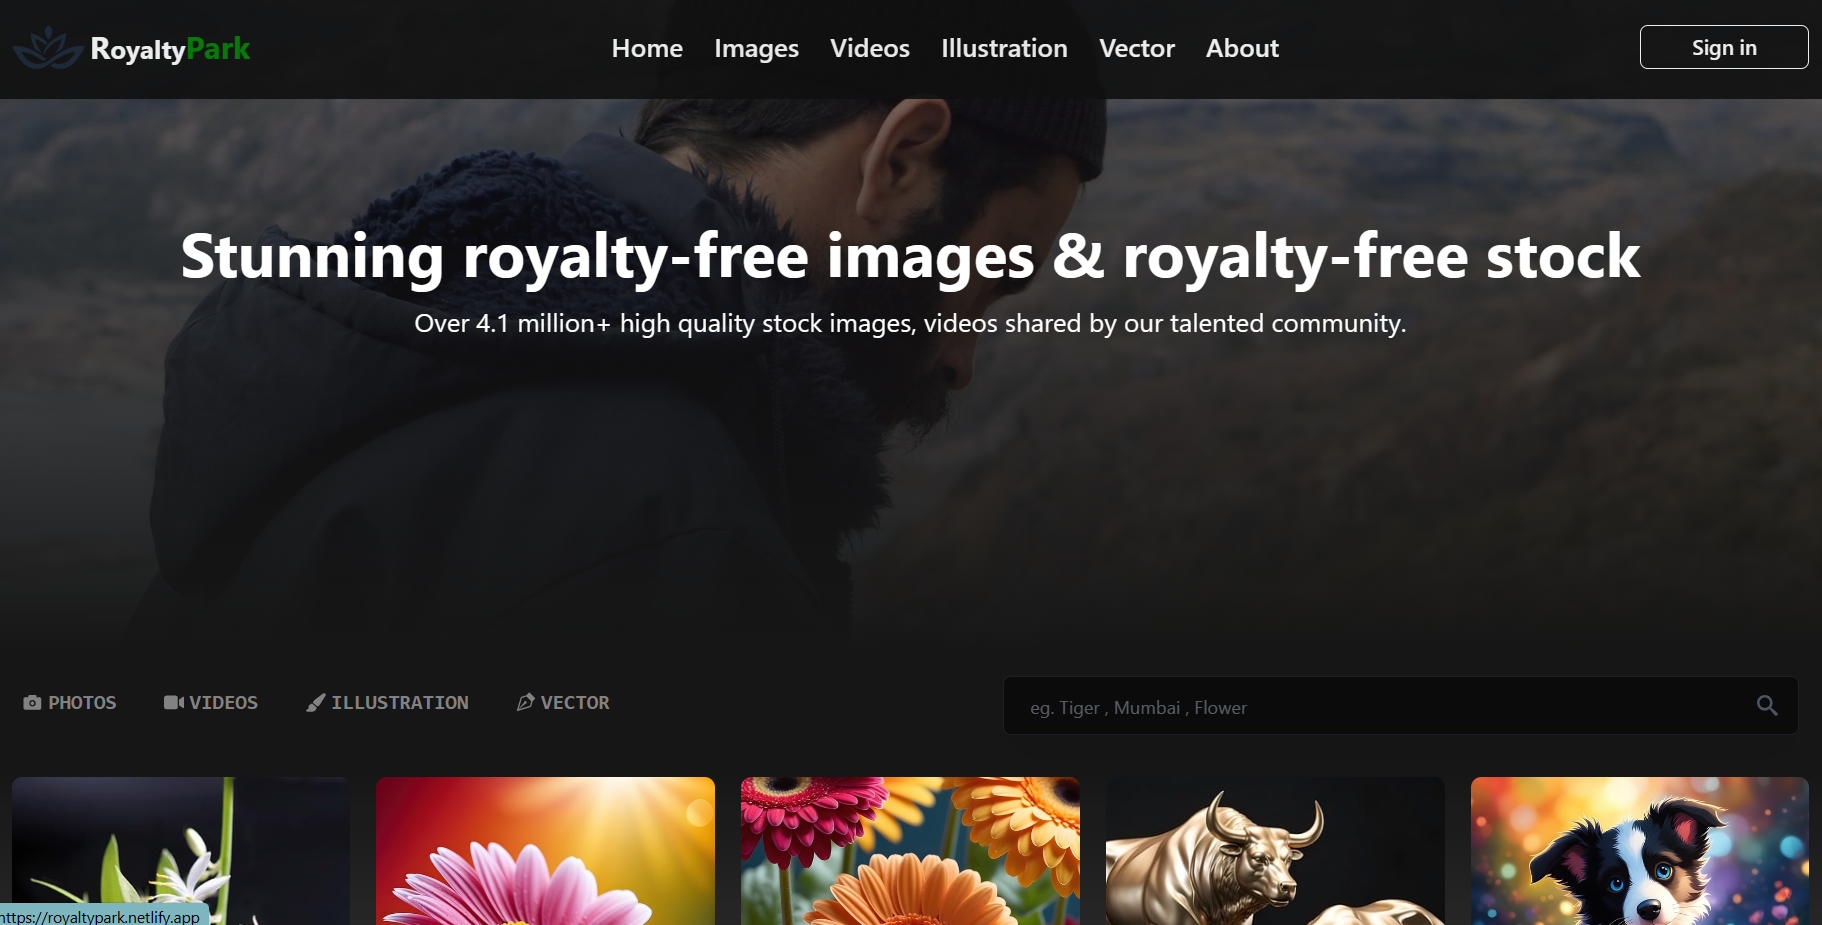 RoyaltyPark
Home Images Videos Illustration Vector About
Sign in
Stunning royalty-free images & royalty-free stock
Over 4.1 million+ high quality stock images, videos shared by our talented community.
PHOTOS VIDEOS ILLUSTRATION VECTOR
eg. Tiger , Mumbai , Flower
https://royaltypark.netlify.app